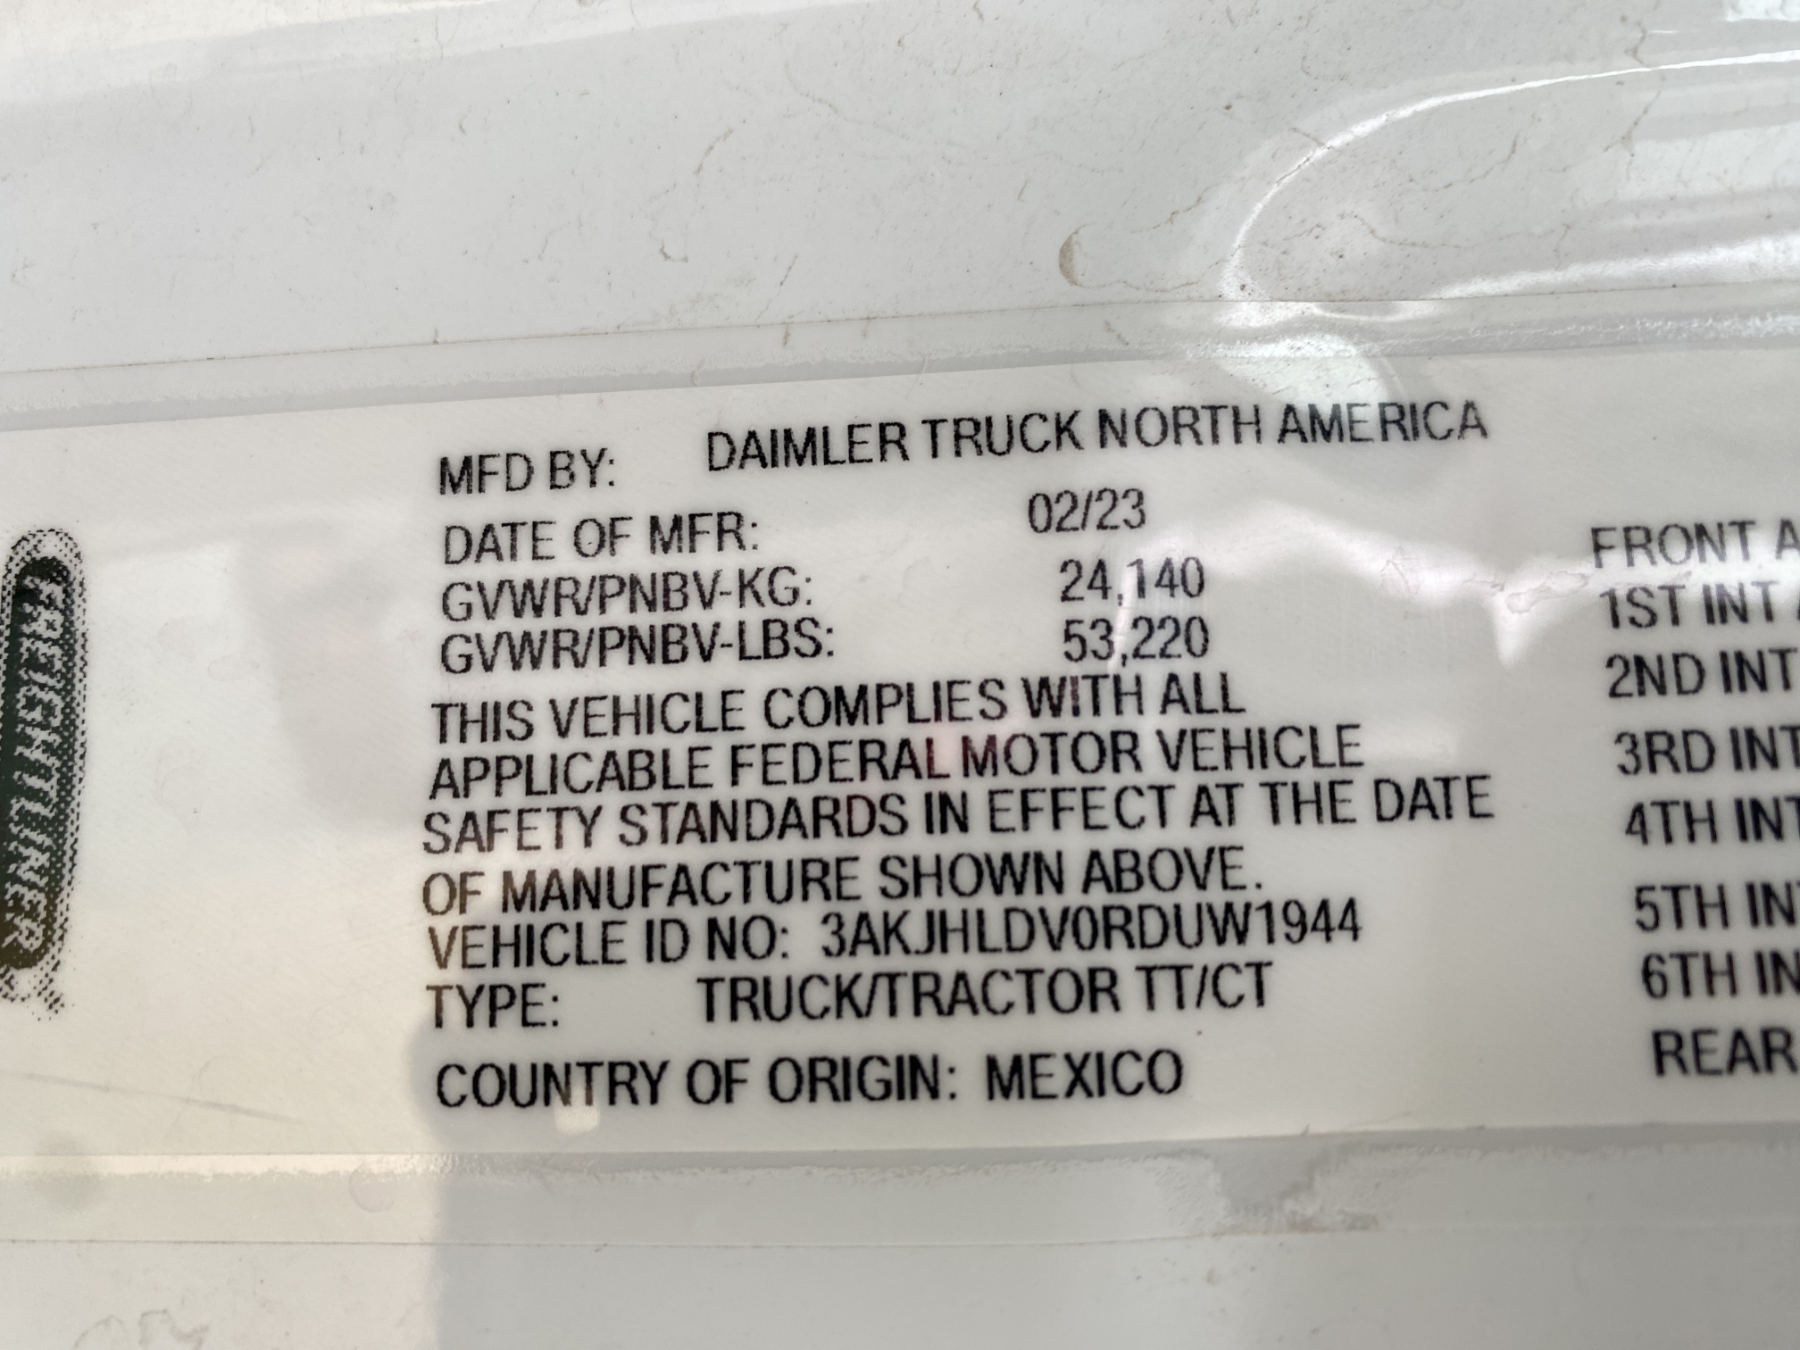 FREIGHTLINER
MFD BY: DAIMLER TRUCK NORTH AMERICA
DATE OF MFR: 02/23
GVWR/PNBV-KG: 24,140
GVWR/PNBV-LBS: 53,220
THIS VEHICLE COMPLIES WITH ALL
APPLICABLE FEDERAL MOTOR VEHICLE
SAFETY STANDARDS IN EFFECT AT THE DATE
OF MANUFACTURE SHOWN ABOVE.
VEHICLE ID NO: 3AKJHLDV0RDUW1944
TYPE: TRUCK/TRACTOR TT/CT
COUNTRY OF ORIGIN: MEXICO
FRONT A
1ST INT
2ND INT
3RD INT
4TH INT
5TH IN
6TH IN
REAR